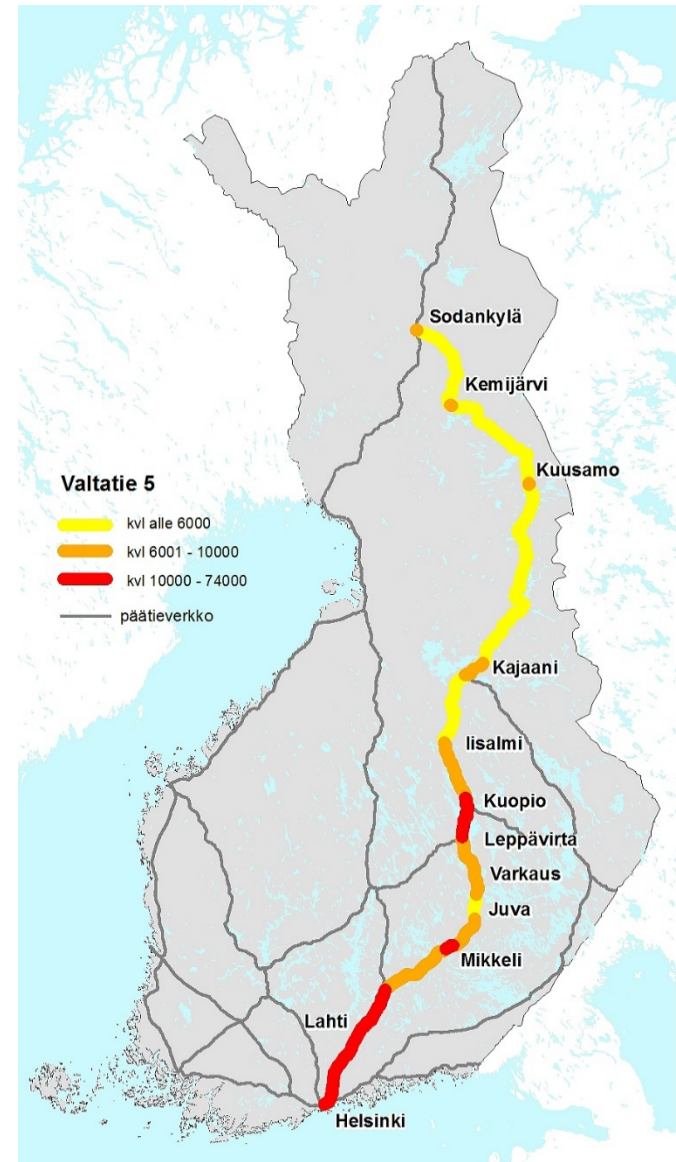 Sodankylä
Kemijärvi
Kuusamo
Valtatie 5
kvl alle 6000
kvl 6001 - 10000
kvl 10000 - 74000
päätieverkko
Kajaani
Iisalmi
Kuopio
Leppävirta
Varkaus
Juva
Mikkeli
Lahti
Helsinki